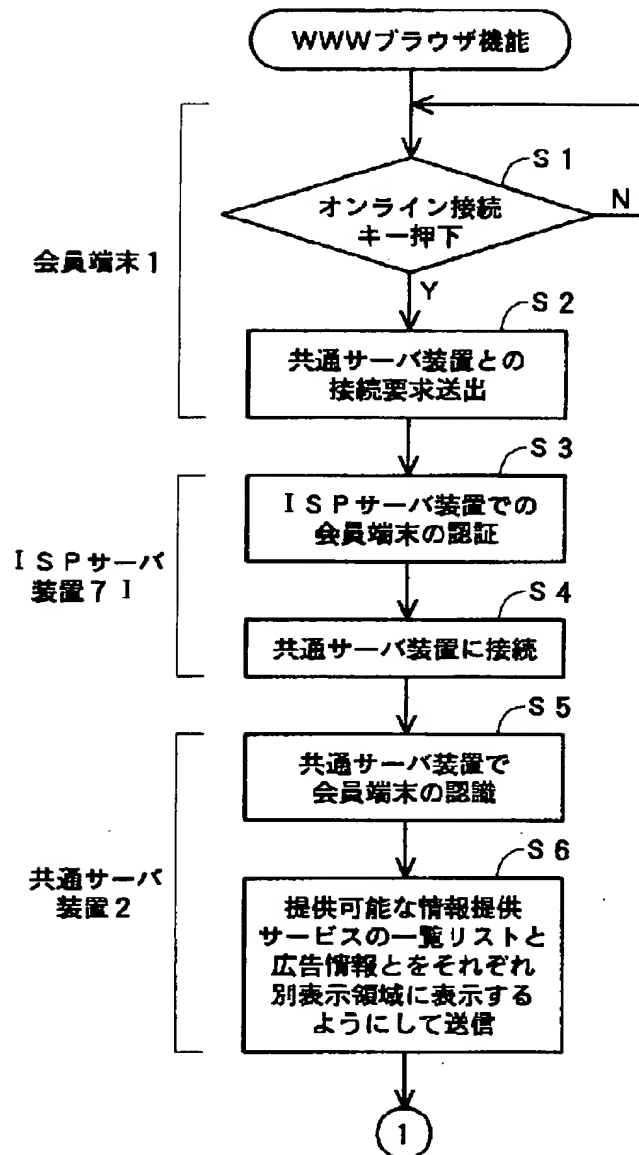 WWWブラウザ機能
S1
オンライン接続
キー押下
N
会員端末1
Y
S2
共通サーバ装置との
接続要求送出
S3
ISPサーバ装置での
会員端末の認証
ISPサーバ
装置7I
S4
共通サーバ装置に接続
S5
共通サーバ装置で
会員端末の認識
S6
共通サーバ
装置2
提供可能な情報提供
サービスの一覧リストと
広告情報とをそれぞれ
別表示領域に表示する
ようにして送信
1